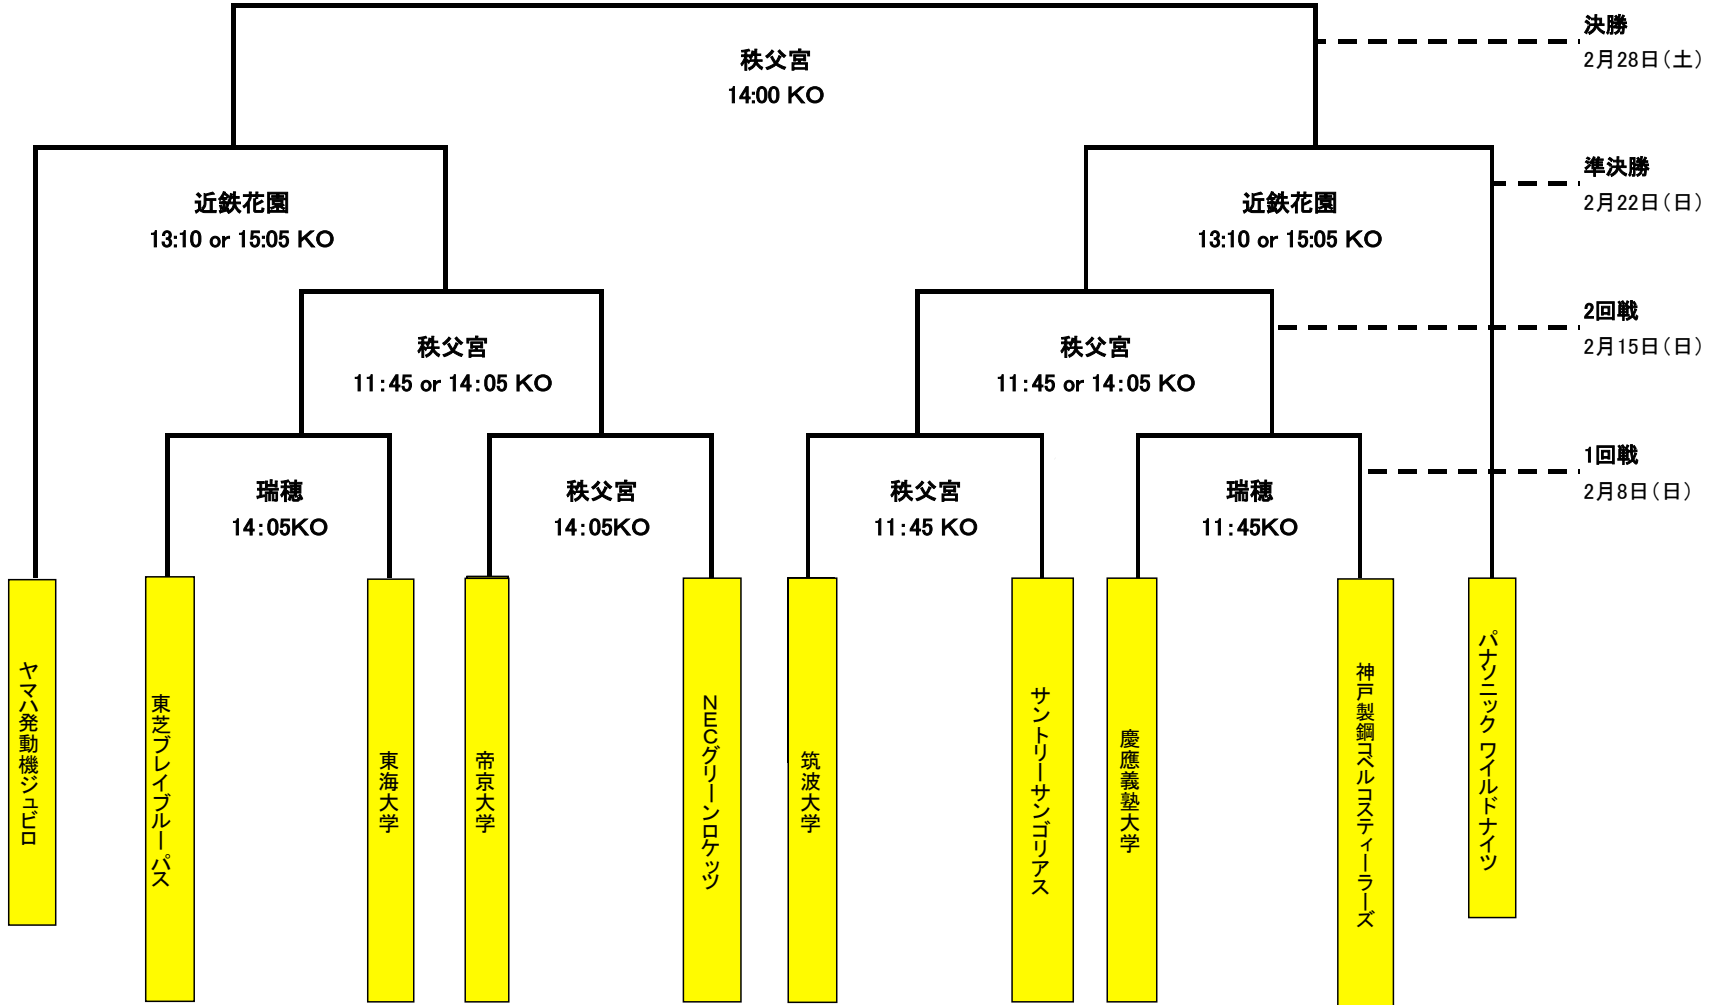 決勝
2月28日（土）
秩父宮
14:00 KO
準決勝
2月22日（日）
近鉄花園
13:10 or 15:05 KO
近鉄花園
13:10 or 15:05 KO
2回戦
2月15日（日）
秩父宮
11：45 or 14：05 KO
秩父宮
11：45 or 14：05 KO
1回戦
2月8日（日）
瑞穂
14：05KO
秩父宮
14：05KO
秩父宮
11：45 KO
瑞穂
11：45KO
ヤマハ発動機ジュビロ
東芝ブレイブルーパス
東海大学
帝京大学
NECグリーンロケッツ
筑波大学
サントリーサンゴリアス
慶應義塾大学
神戸製鋼コベルコスティーラーズ
パナソニック ワイルドナイツ